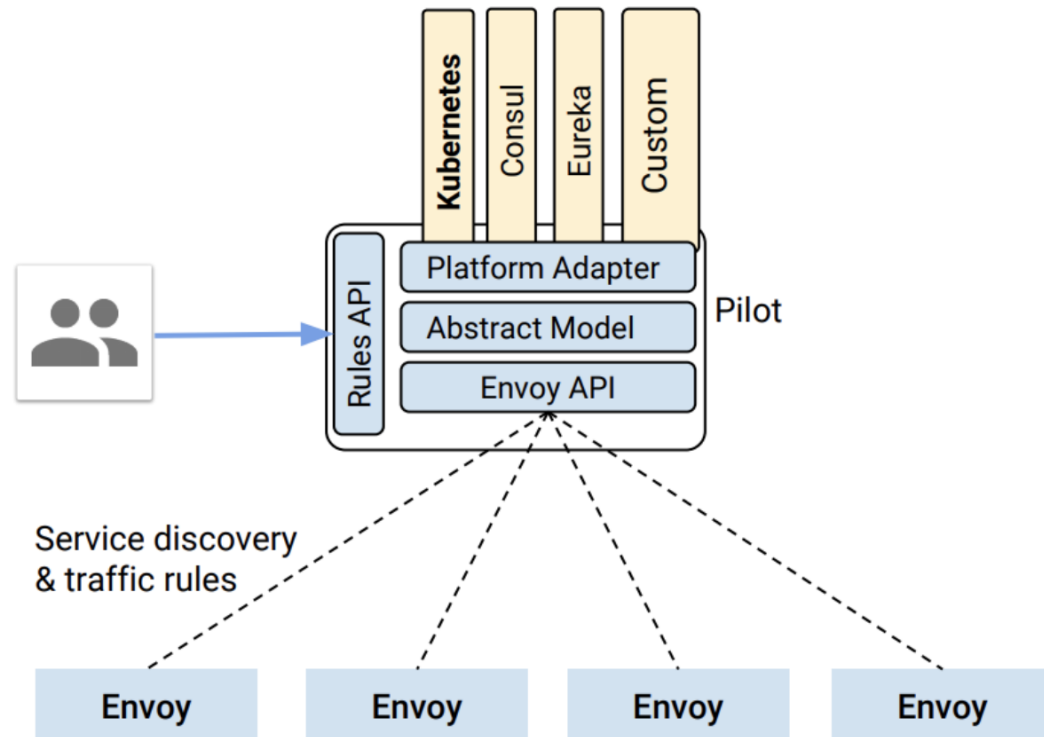 Kubernetes
Consul
Eureka
Custom
Rules API
Platform Adapter
Abstract Model
Envoy API
Pilot
Service discovery
& traffic rules
Envoy
Envoy
Envoy
Envoy